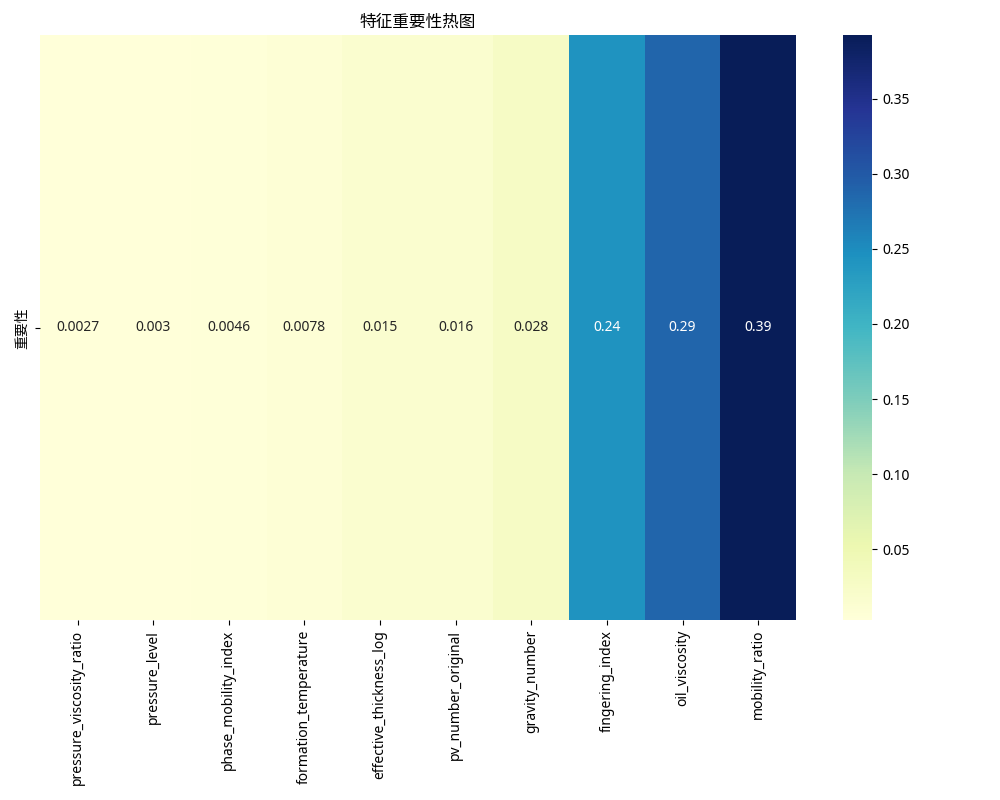 特征重要性热图
重要性
0.0027 0.003 0.0046 0.0078 0.015 0.016 0.028 0.24 0.29 0.39
pressure_viscosity_ratio
pressure_level
phase_mobility_index
formation_temperature
effective_thickness_log
pv_number_original
gravity_number
fingering_index
oil_viscosity
mobility_ratio
0.35
0.30
0.25
0.20
0.15
0.10
0.05